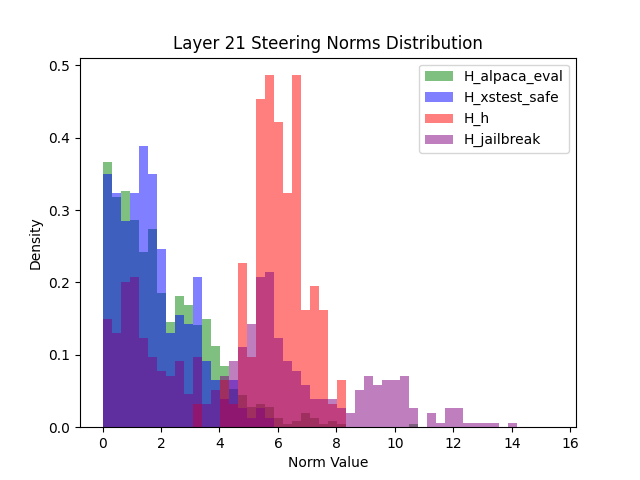 Layer 21 Steering Norms Distribution
0.5
0.4
0.3
0.2
0.1
0.0
Density
H_alpaca_eval
H_xstest_safe
H_h
H_jailbreak
0 2 4 6 8 10 12 14 16
Norm Value